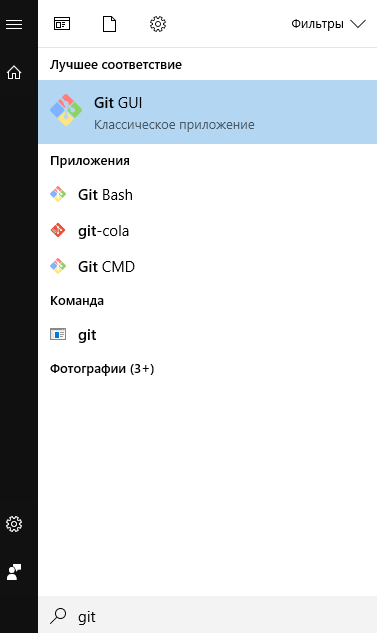 Фильтры
Лучшее соответствие
Git GUI
Классическое приложение
Приложения
Git Bash
git-cola
Git CMD
Команда
git
Фотографии (3+)
git